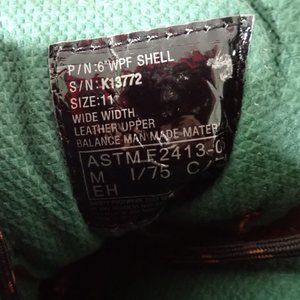 P/N:6"WPF SHELL
S/N: K13772
SIZE:11"
WIDE WIDTH
LEATHER UPPER
BALANCE MAN MADE MATER
ASTM F2413-0
M I/75 C/
EH